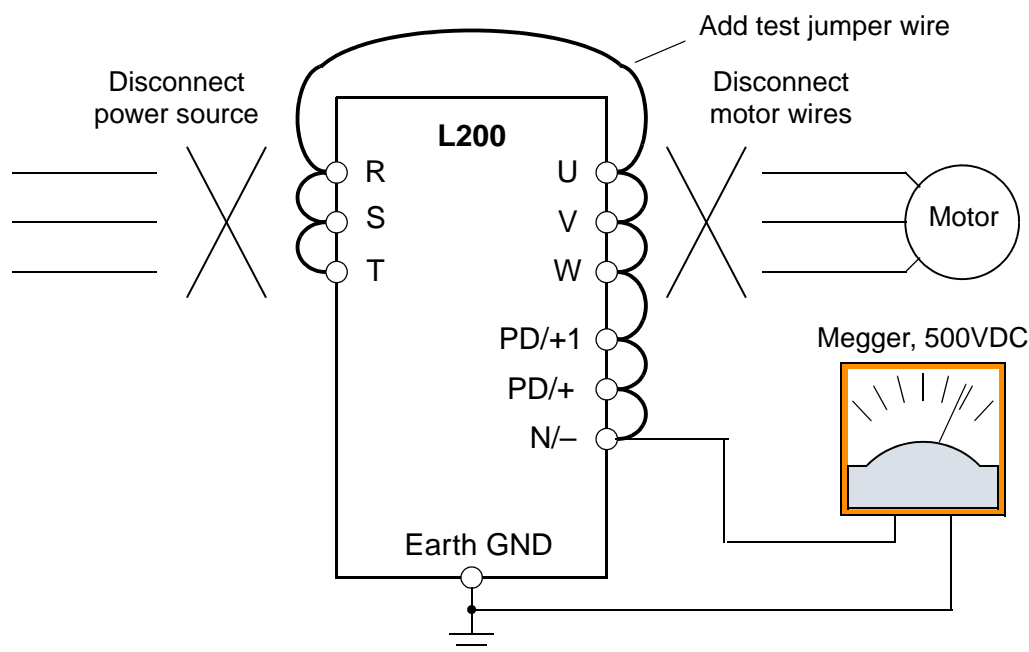 Add test jumper wire
Disconnect
power source
Disconnect
motor wires
L200
R
U
S
V
Motor
T
W
PD/+1
Megger, 500VDC
PD/+
N/–
Earth GND